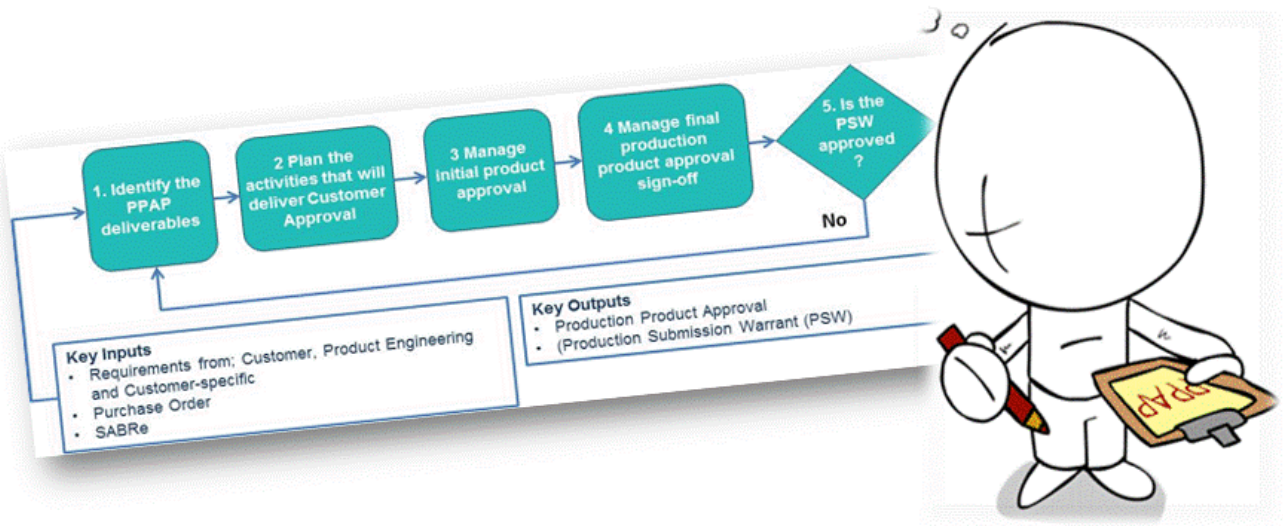 1. Identify the
PPAP
deliverables
2 Plan the
activities that will
deliver Customer
Approval
3 Manage
initial product
approval
4 Manage final
production
product approval
sign-off
5. Is the
PSW
approved
?
No
Key Inputs
• Requirements from; Customer, Product Engineering
and Customer-specific
• Purchase Order
• SABRe
Key Outputs
• Production Product Approval
• (Production Submission Warrant (PSW)
PPAP